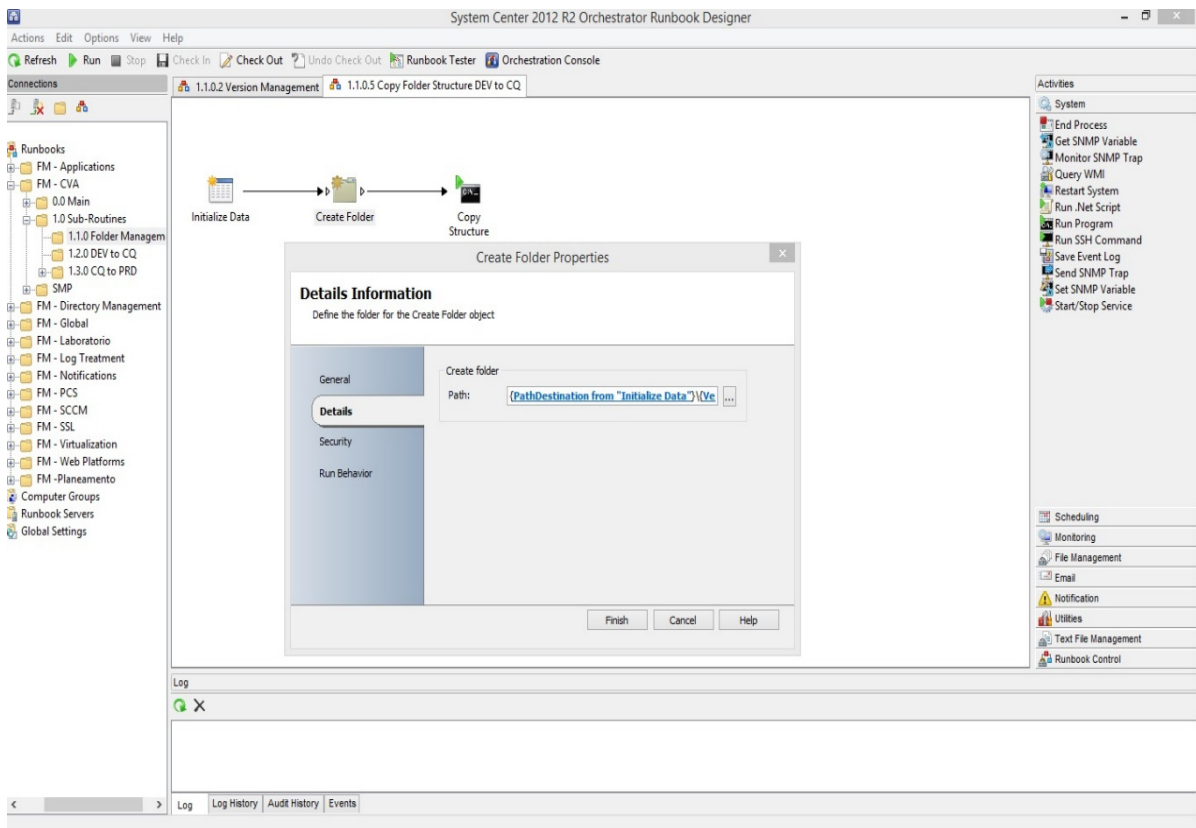 System Center 2012 R2 Orchestrator Runbook Designer
Actions Edit Options View Help
Refresh Run Stop Check In Check Out Undo Check Out Runbook Tester Orchestration Console
Connections
Runbooks
FM - Applications
FM - CVA
0.0 Main
1.0 Sub-Routines
1.1.0 Folder Managem
1.2.0 DEV to CQ
1.3.0 CQ to PRD
SMP
FM - Directory Management
FM - Global
FM - Laboratorio
FM - Log Treatment
FM - Notifications
FM - PCS
FM - SCCM
FM - SSL
FM - Virtualization
FM - Web Platforms
FM -Planeamento
Computer Groups
Runbook Servers
Global Settings
1.1.0.2 Version Management 1.1.0.5 Copy Folder Structure DEV to CQ
Initialize Data Create Folder Copy
Structure
Create Folder Properties
Details Information
Define the folder for the Create Folder object
General
Details
Security
Run Behavior
Create folder
Path: {PathDestination from "Initialize Data"}\{Ve ...
Finish Cancel Help
Activities
System
End Process
Get SNMP Variable
Monitor SNMP Trap
Query WMI
Restart System
Run .Net Script
Run Program
Run SSH Command
Save Event Log
Send SNMP Trap
Set SNMP Variable
Start/Stop Service
Scheduling
Monitoring
File Management
Email
Notification
Utilities
Text File Management
Runbook Control
Log
Log Log History Audit History Events